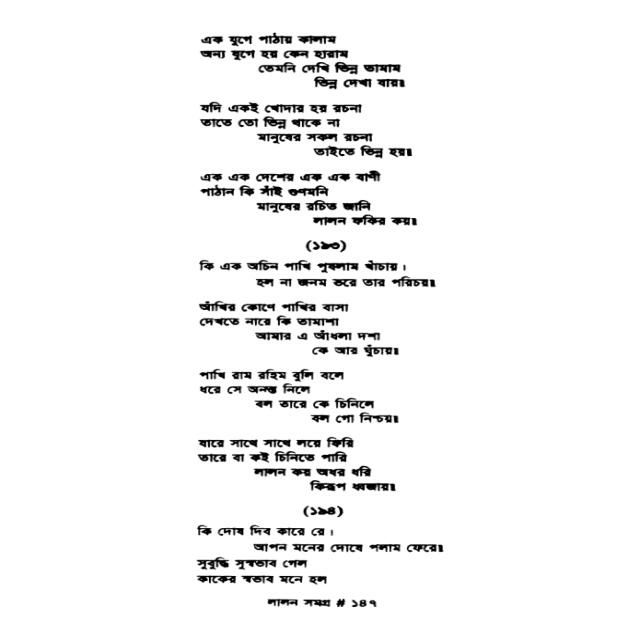 এক যুগে পাঠায় কালাম
অন্য যুগে হয় কেন হারাম
তেমনি দেখি ভিন্ন তামাম
ভিন্ন দেখা যায়॥
যদি একই খোদার হয় রচনা
তাতে তো ভিন্ন থাকে না
মানুষের সকল রচনা
তাইতে ভিন্ন হয়॥
এক এক দেশের এক এক বাণী
পাঠান কি সাঁই গুণমনি
মানুষের রচিত জানি
লালন ফকির কয়॥
(১৯৩)
কি এক অচিন পাখি পুষলাম খাঁচায়।
হল না জনম ভরে তার পরিচয়॥
আঁখির কোণে পাখির বাসা
দেখতে নারে কি তামাশা
আমার এ আঁধলা দশা
কে আর ঘুঁচায়॥
পাখি রাম রহিম বুলি বলে
ধরে সে অনন্ত নিলে
বল তারে কে চিনিলে
বল গো নিশ্চয়॥
যারে সাথে সাথে লয়ে ফিরি
তারে বা কই চিনিতে পারি
লালন কয় অধর ধরি
কিরূপ ধ্বজায়॥
(১৯৪)
কি দোষ দিব কারে রে।
আপন মনের দোষে পলাম ফেরে॥
সুবুদ্ধি সুস্বভাব গেল
কাকের স্বভাব মনে হল
লালন সমগ্র # ১৪৭